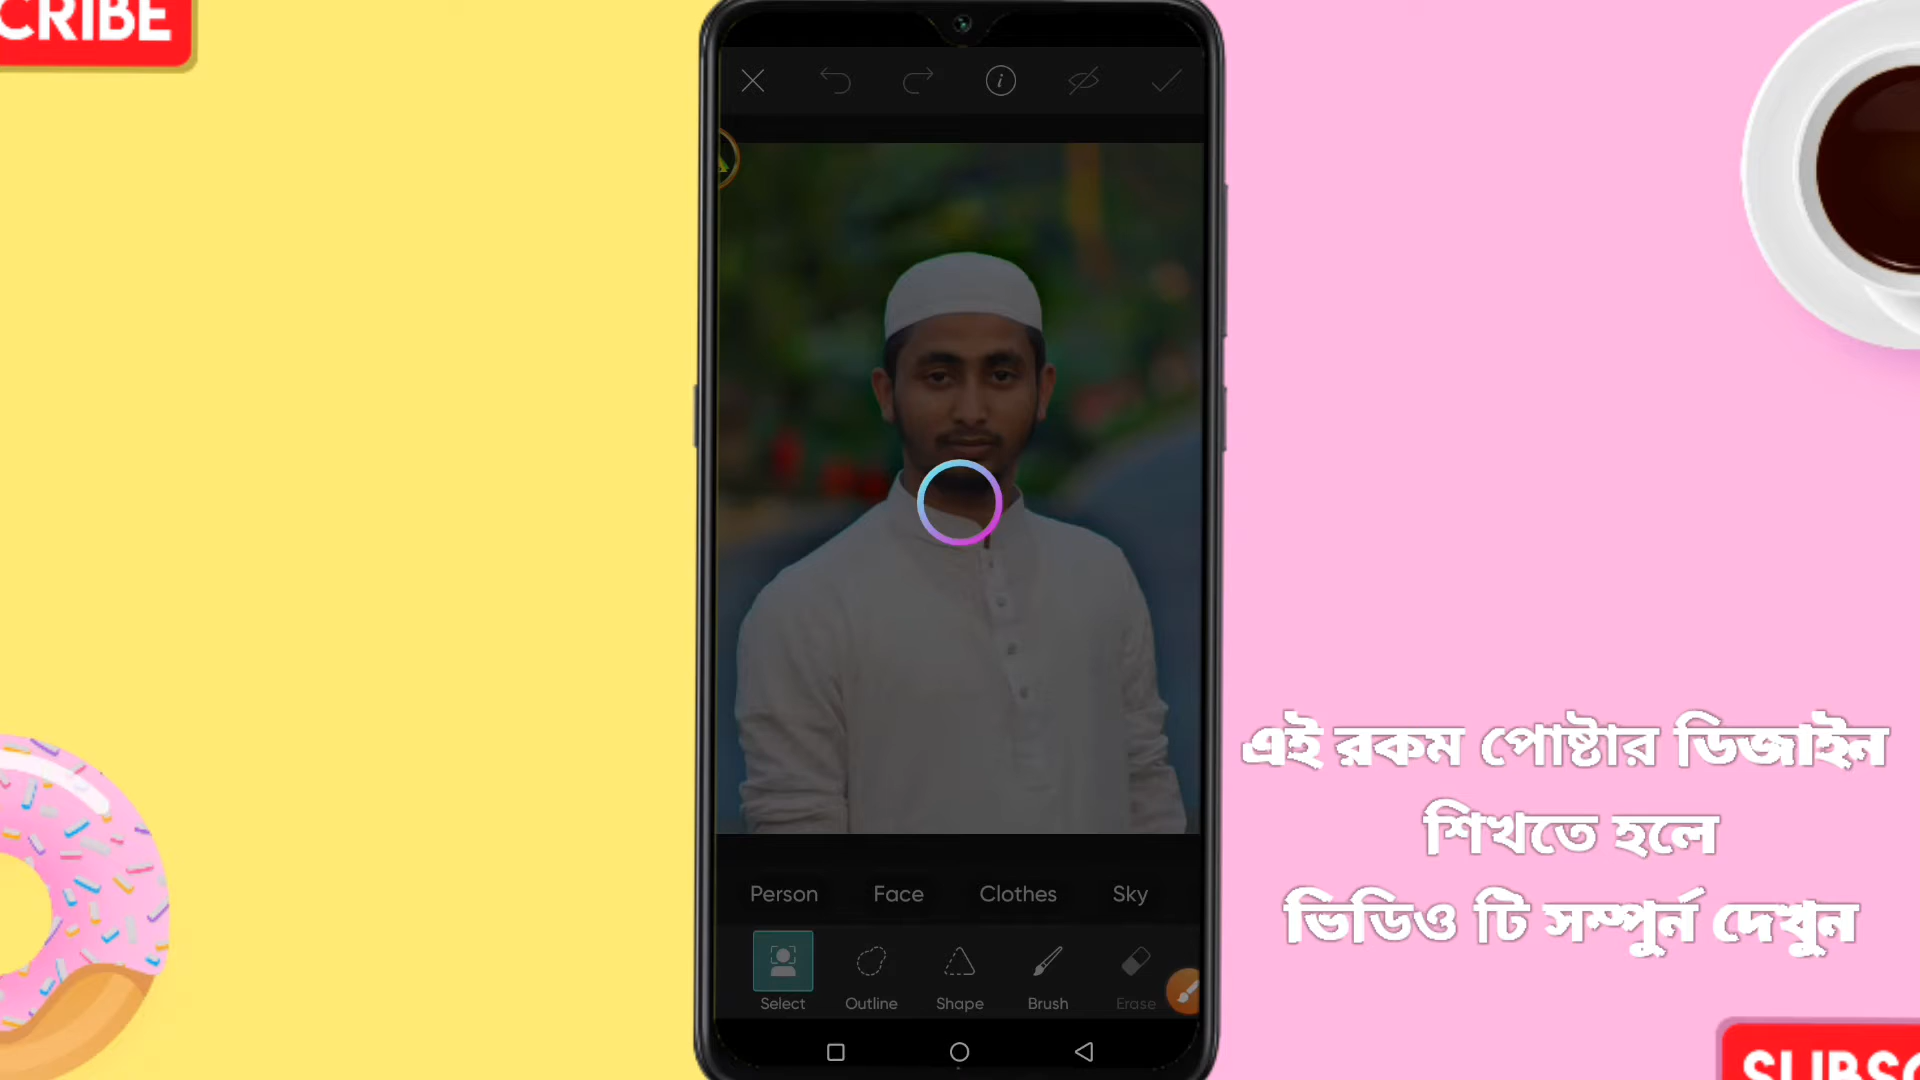 CRIBE
Person Face Clothes Sky
Select Outline Shape Brush Erase
এই রকম পোষ্টার ডিজাইন
শিখতে হলে
ভিডিও টি সম্পুর্ন দেখুন
SUBSC